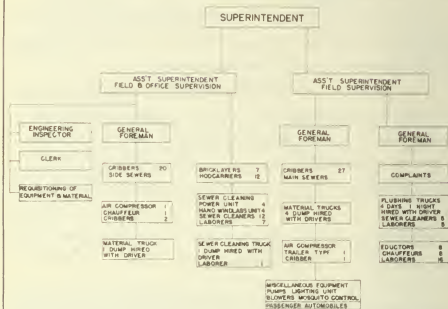 SUPERINTENDENT
ASS'T SUPERINTENDENT
FIELD & OFFICE SUPERVISION
ASS'T SUPERINTENDENT
FIELD SUPERVISION
ENGINEERING
INSPECTOR
GENERAL
FOREMAN
GENERAL
FOREMAN
GENERAL
FOREMAN
CLERK
REQUISITIONING OF
EQUIPMENT & MATERIAL
CRIBBERS 20
SIDE SEWERS
BRICKLAYERS 7
HODCARRIERS 12
CRIBBERS 27
MAIN SEWERS
COMPLAINTS
AIR COMPRESSOR 1
CHAUFFEUR 1
CRIBBERS 2
SEWER CLEANING
POWER UNIT 4
HAND WINDLASS UNIT 4
SEWER CLEANERS 12
LABORERS 7
MATERIAL TRUCKS
4 DUMP HIRED
WITH DRIVERS
FLUSHING TRUCKS
4 DAYS 1 NIGHT
HIRED WITH DRIVER
SEWER CLEANERS
LABORERS
MATERIAL TRUCK
1 DUMP HIRED
WITH DRIVER
SEWER CLEANING TRUCK
1 DUMP HIRED WITH
DRIVER
LABORER 1
AIR COMPRESSOR
TRAILER TYPE 1
CRIBBER 1
EDUCTORS
CHAUFFEURS
LABORERS 16
MISCELLANEOUS EQUIPMENT
PUMPS LIGHTING UNIT
BLOWERS MOSQUITO CONTROL
PASSENGER AUTOMOBILES